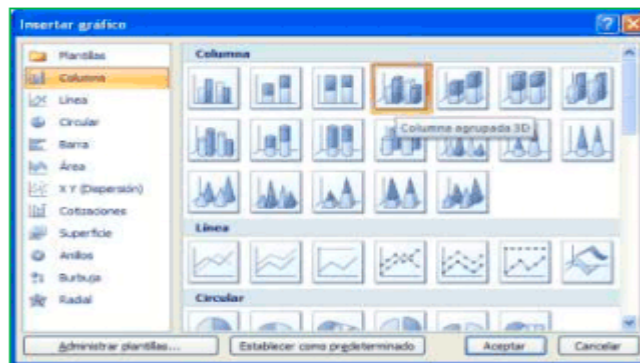 Insertar gráfico
Plantillas
Columna
Línea
Circular
Barra
Área
X Y (Dispersión)
Cotizaciones
Superficie
Anillos
Burbuja
Radial
Columna
Columna agrupada 3D
Línea
Circular
Administrar plantillas...
Establecer como predeterminado
Aceptar
Cancelar